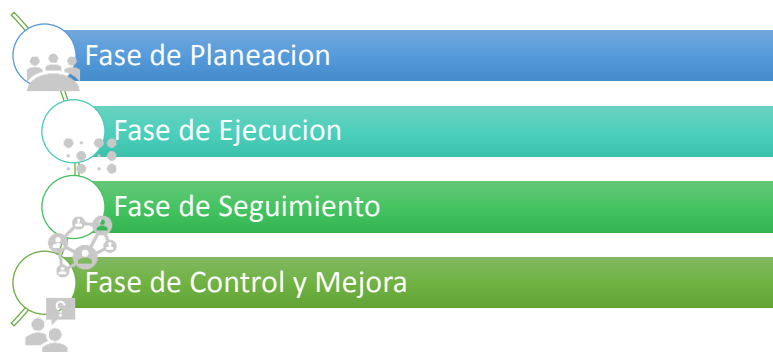 Fase de Planeacion
Fase de Ejecucion
Fase de Seguimiento
Fase de Control y Mejora